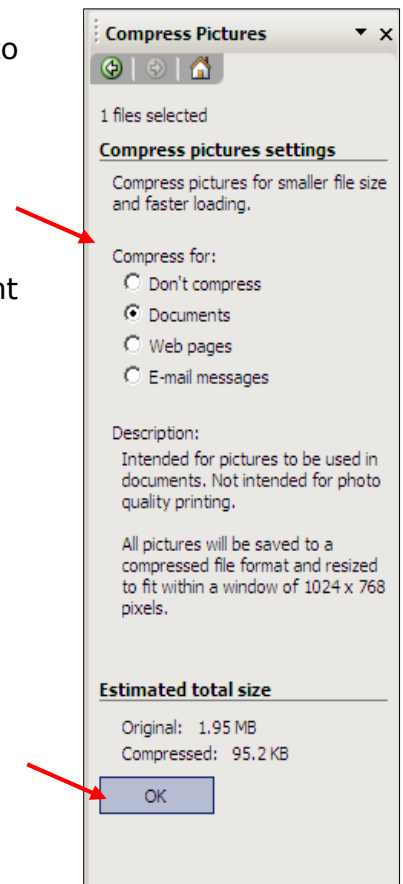 to
nt
Compress Pictures
1 files selected
Compress pictures settings
Compress pictures for smaller file size
and faster loading.
Compress for:
Don't compress
Documents
Web pages
E-mail messages
Description:
Intended for pictures to be used in
documents. Not intended for photo
quality printing.
All pictures will be saved to a
compressed file format and resized
to fit within a window of 1024 x 768
pixels.
Estimated total size
Original: 1.95 MB
Compressed: 95.2 KB
OK